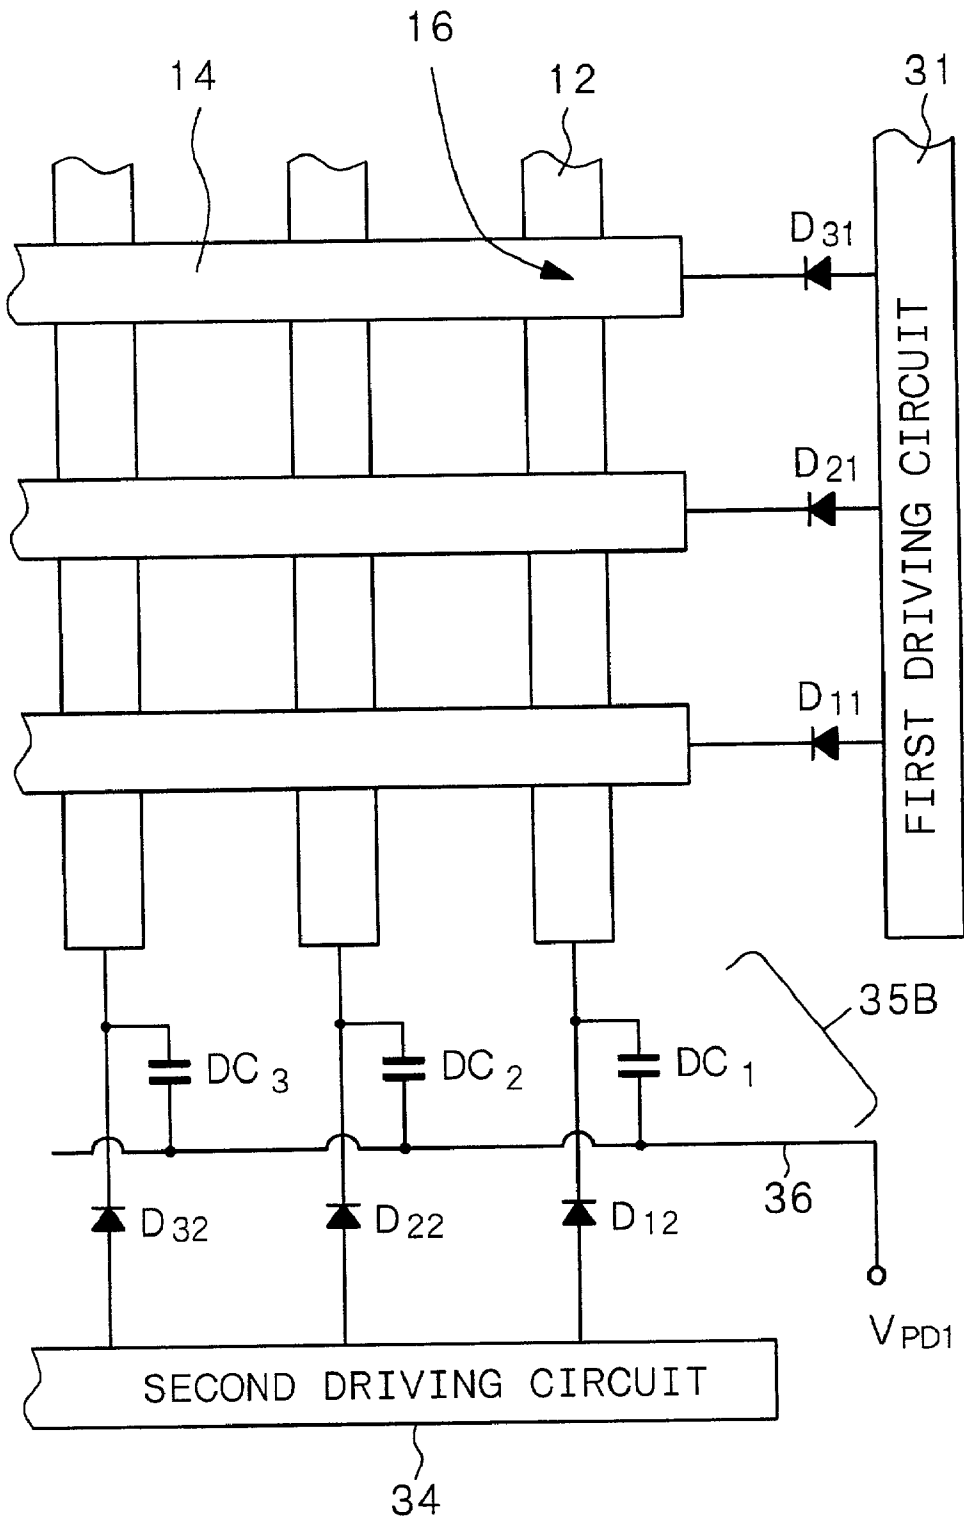 16
14
12
31
D31
D21
D11
FIRST DRIVING CIRCUIT
35B
DC3
DC2
DC1
36
D32
D22
D12
VPD1
SECOND DRIVING CIRCUIT
34